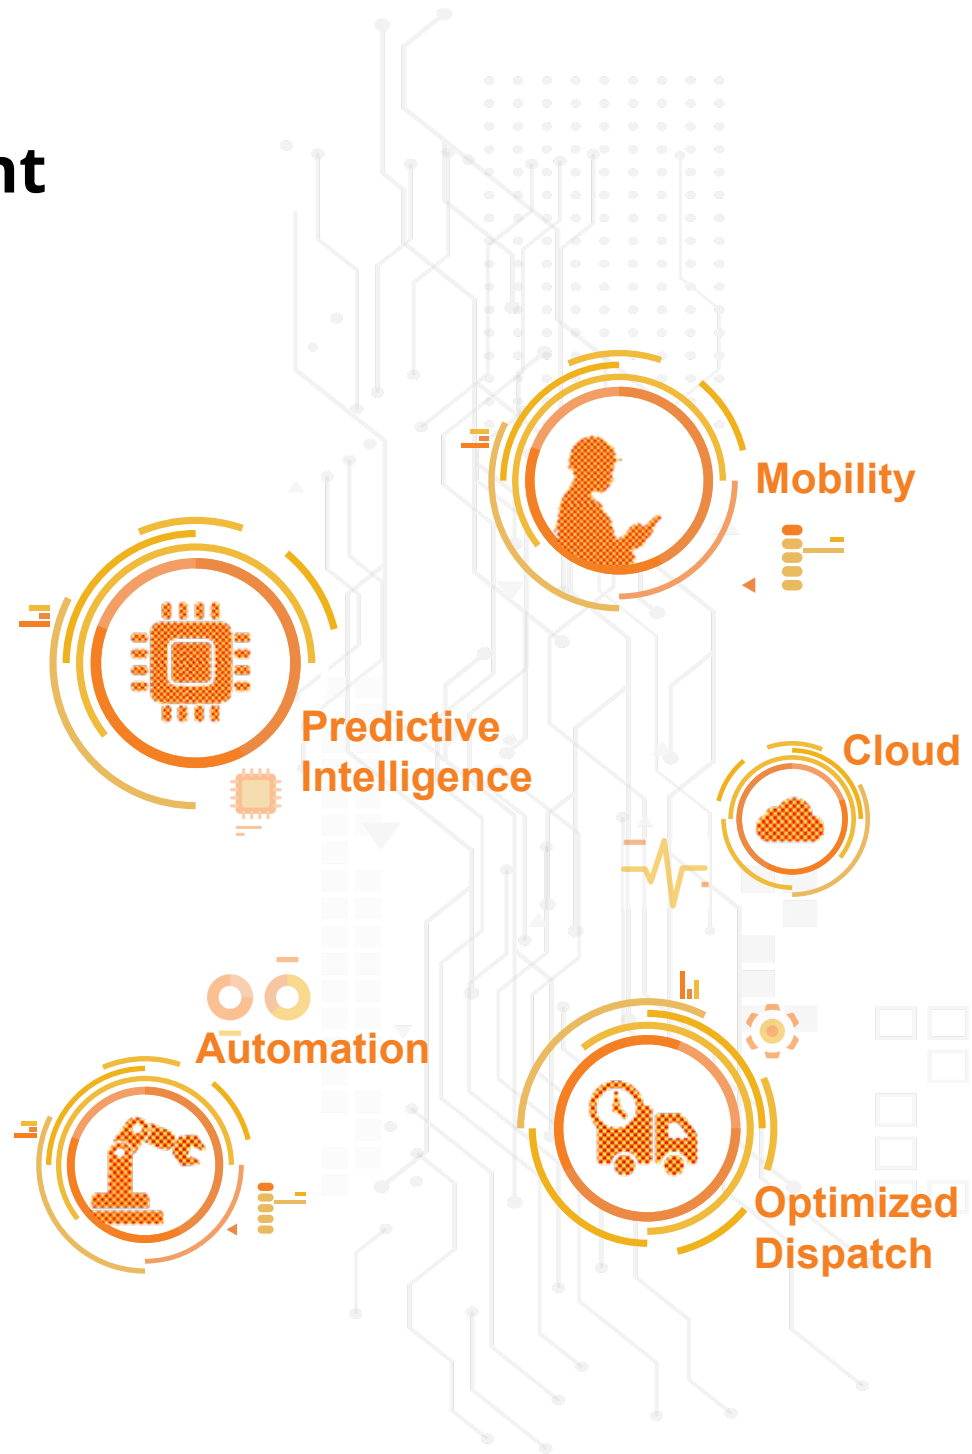 nt
Mobility
Predictive
Intelligence
Cloud
Automation
Optimized
Dispatch